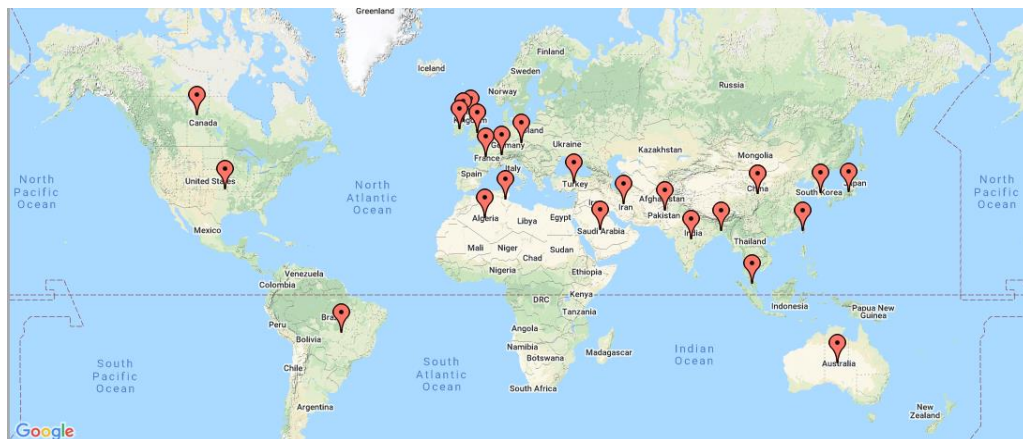 Greenland
Iceland
Finland
Sweden
Norway
Russia
Canada
Ukraine
Germany
Kazakhstan
Mongolia
France
Italy
Spain
Turkey
North
Pacific
Ocean
United States
North
Atlantic
Ocean
Afghanistan
China
South Korea
Japan
North
Pacific
Ocean
Iran
Pakistan
Algeria
Libya
Egypt
Saudi Arabia
India
Mexico
Mali
Niger
Chad
Sudan
Thailand
Nigeria
Ethiopia
Venezuela
Colombia
DRC
Kenya
Tanzania
Indonesia
Papua New
Guinea
Peru
Bolivia
Angola
Namibia
Botswana
Madagascar
Indian
Ocean
South
Pacific
Ocean
Chile
South
Atlantic
Ocean
Australia
South Africa
Argentina
New
Zealand
Google